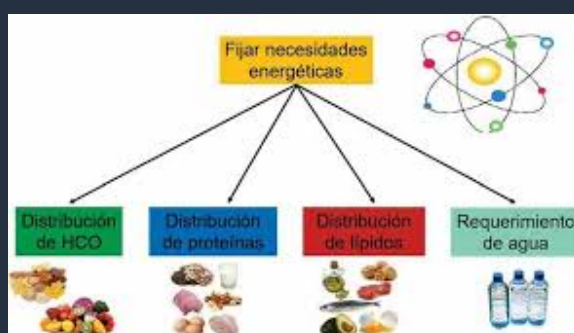 Fijar necesidades
energéticas
Distribución
de HCO
Distribución
de proteínas
Distribución
de lípidos
Requerimiento
de agua